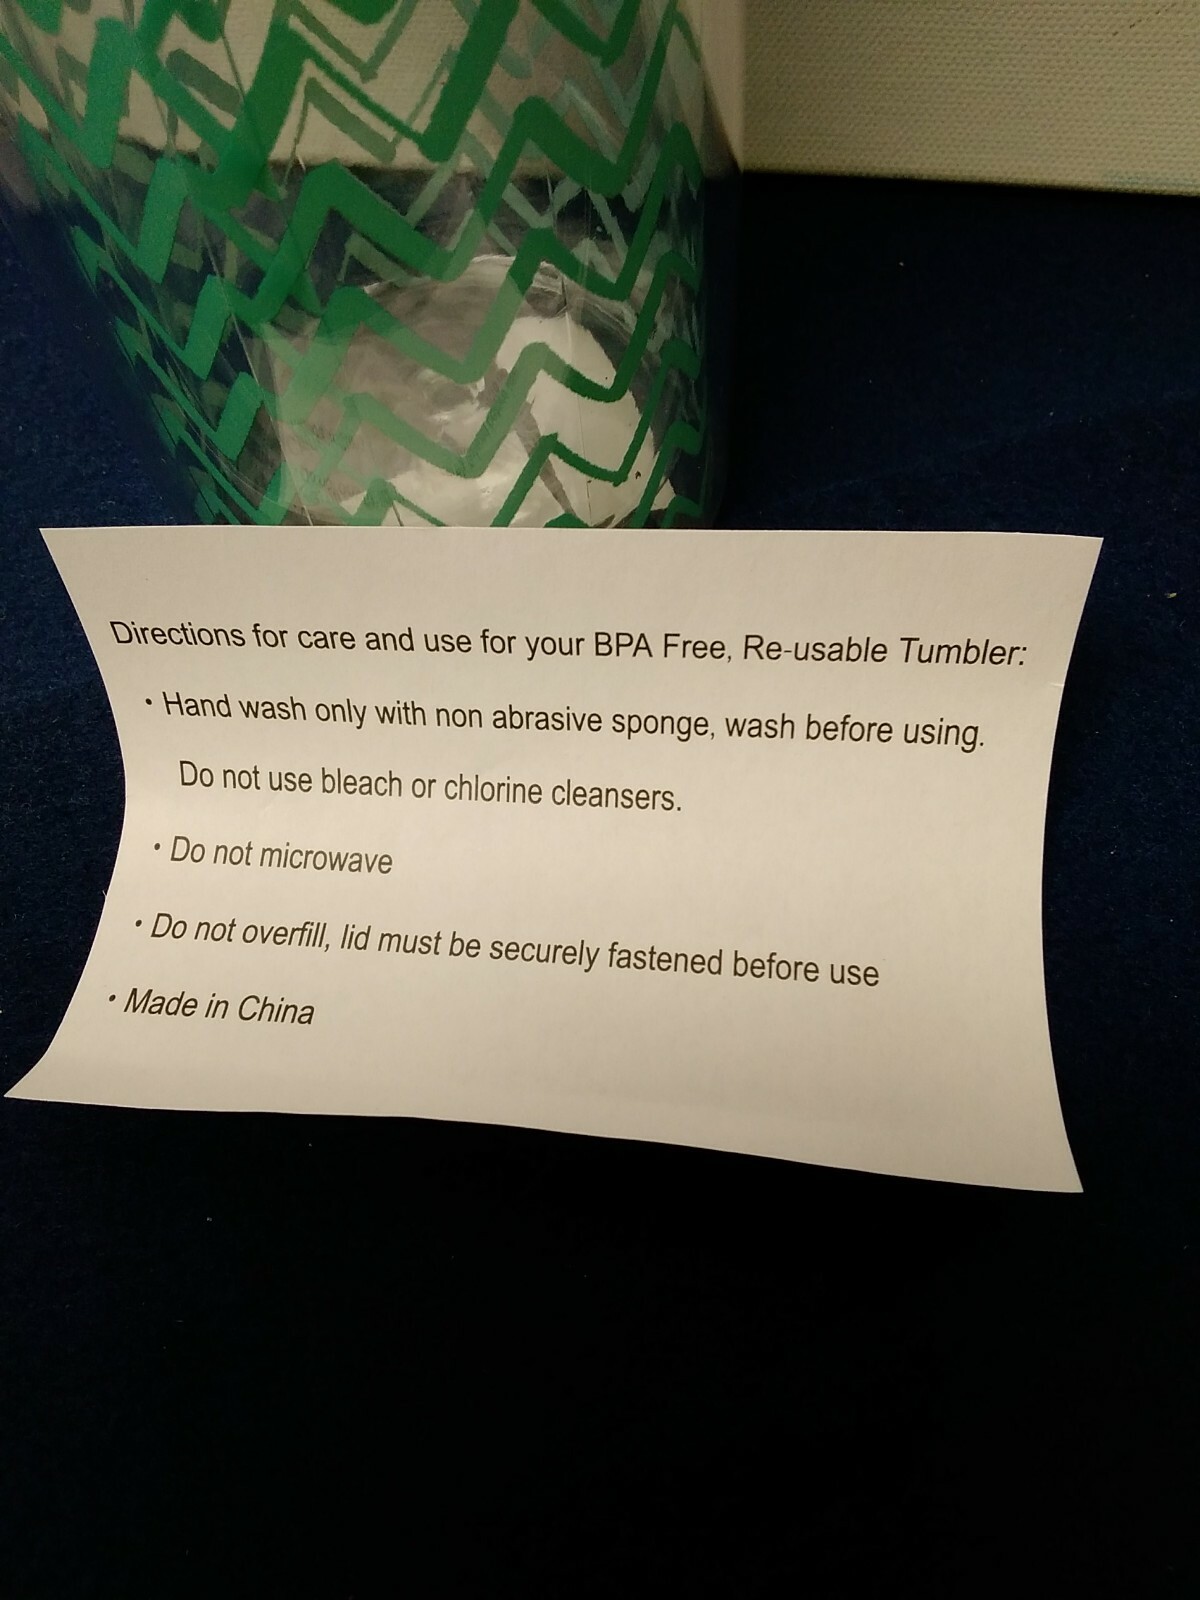 Directions for care and use for your BPA Free, Re-usable Tumbler:
• Hand wash only with non abrasive sponge, wash before using.
Do not use bleach or chlorine cleansers.
• Do not microwave
• Do not overfill, lid must be securely fastened before use
• Made in China